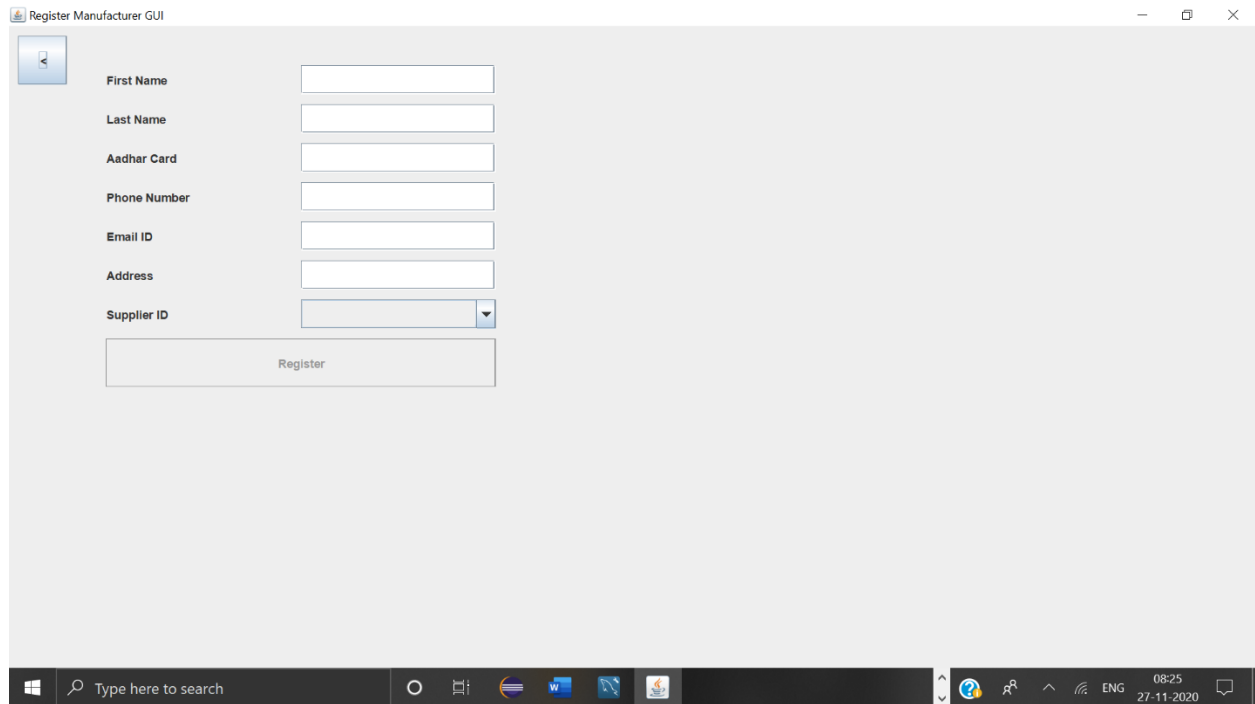 Register Manufacturer GUI
<
First Name
Last Name
Aadhar Card
Phone Number
Email ID
Address
Supplier ID
Register
Type here to search
W
ENG
08:25
27-11-2020